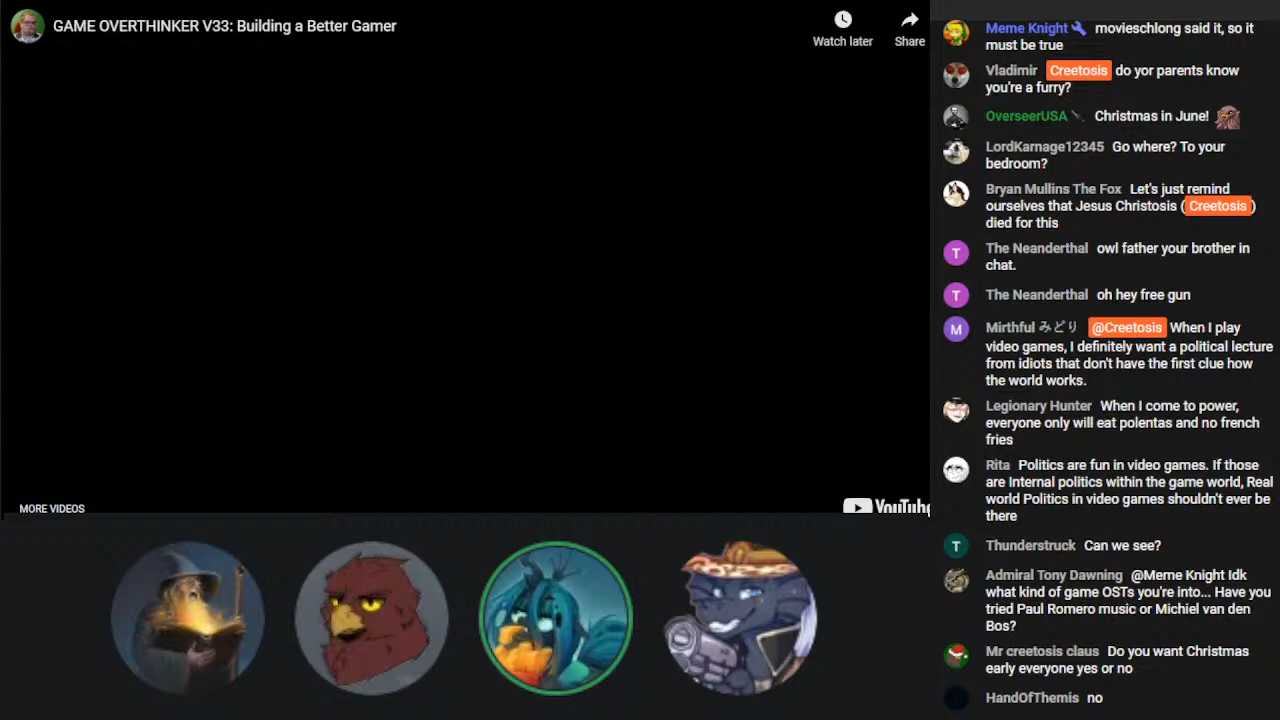 GAME OVERTHINKER V33: Building a Better Gamer
Watch later
Share
MORE VIDEOS
YouTube
Meme Knight movieschlong said it, so it
must be true
Vladimir Creetosis do yor parents know
you're a furry?
OverseerUSA Christmas in June!
LordKarnage12345 Go where? To your
bedroom?
Bryan Mullins The Fox Let's just remind
ourselves that Jesus Christosis (Creetosis)
died for this
T
The Neanderthal owl father your brother in
chat.
T
The Neanderthal oh hey free gun
M
Mirthful みどり @Creetosis When I play
video games, I definitely want a political lecture
from idiots that don't have the first clue how
the world works.
Legionary Hunter When I come to power,
everyone only will eat polentas and no french
fries
Rita Politics are fun in video games. If those
are Internal politics within the game world, Real
world Politics in video games shouldn't ever be
there
T
Thunderstruck Can we see?
Admiral Tony Dawning @Meme Knight Idk
what kind of game OSTs you're into... Have you
tried Paul Romero music or Michiel van den
Bos?
Mr creetosis claus Do you want Christmas
early everyone yes or no
HandOfThemis no